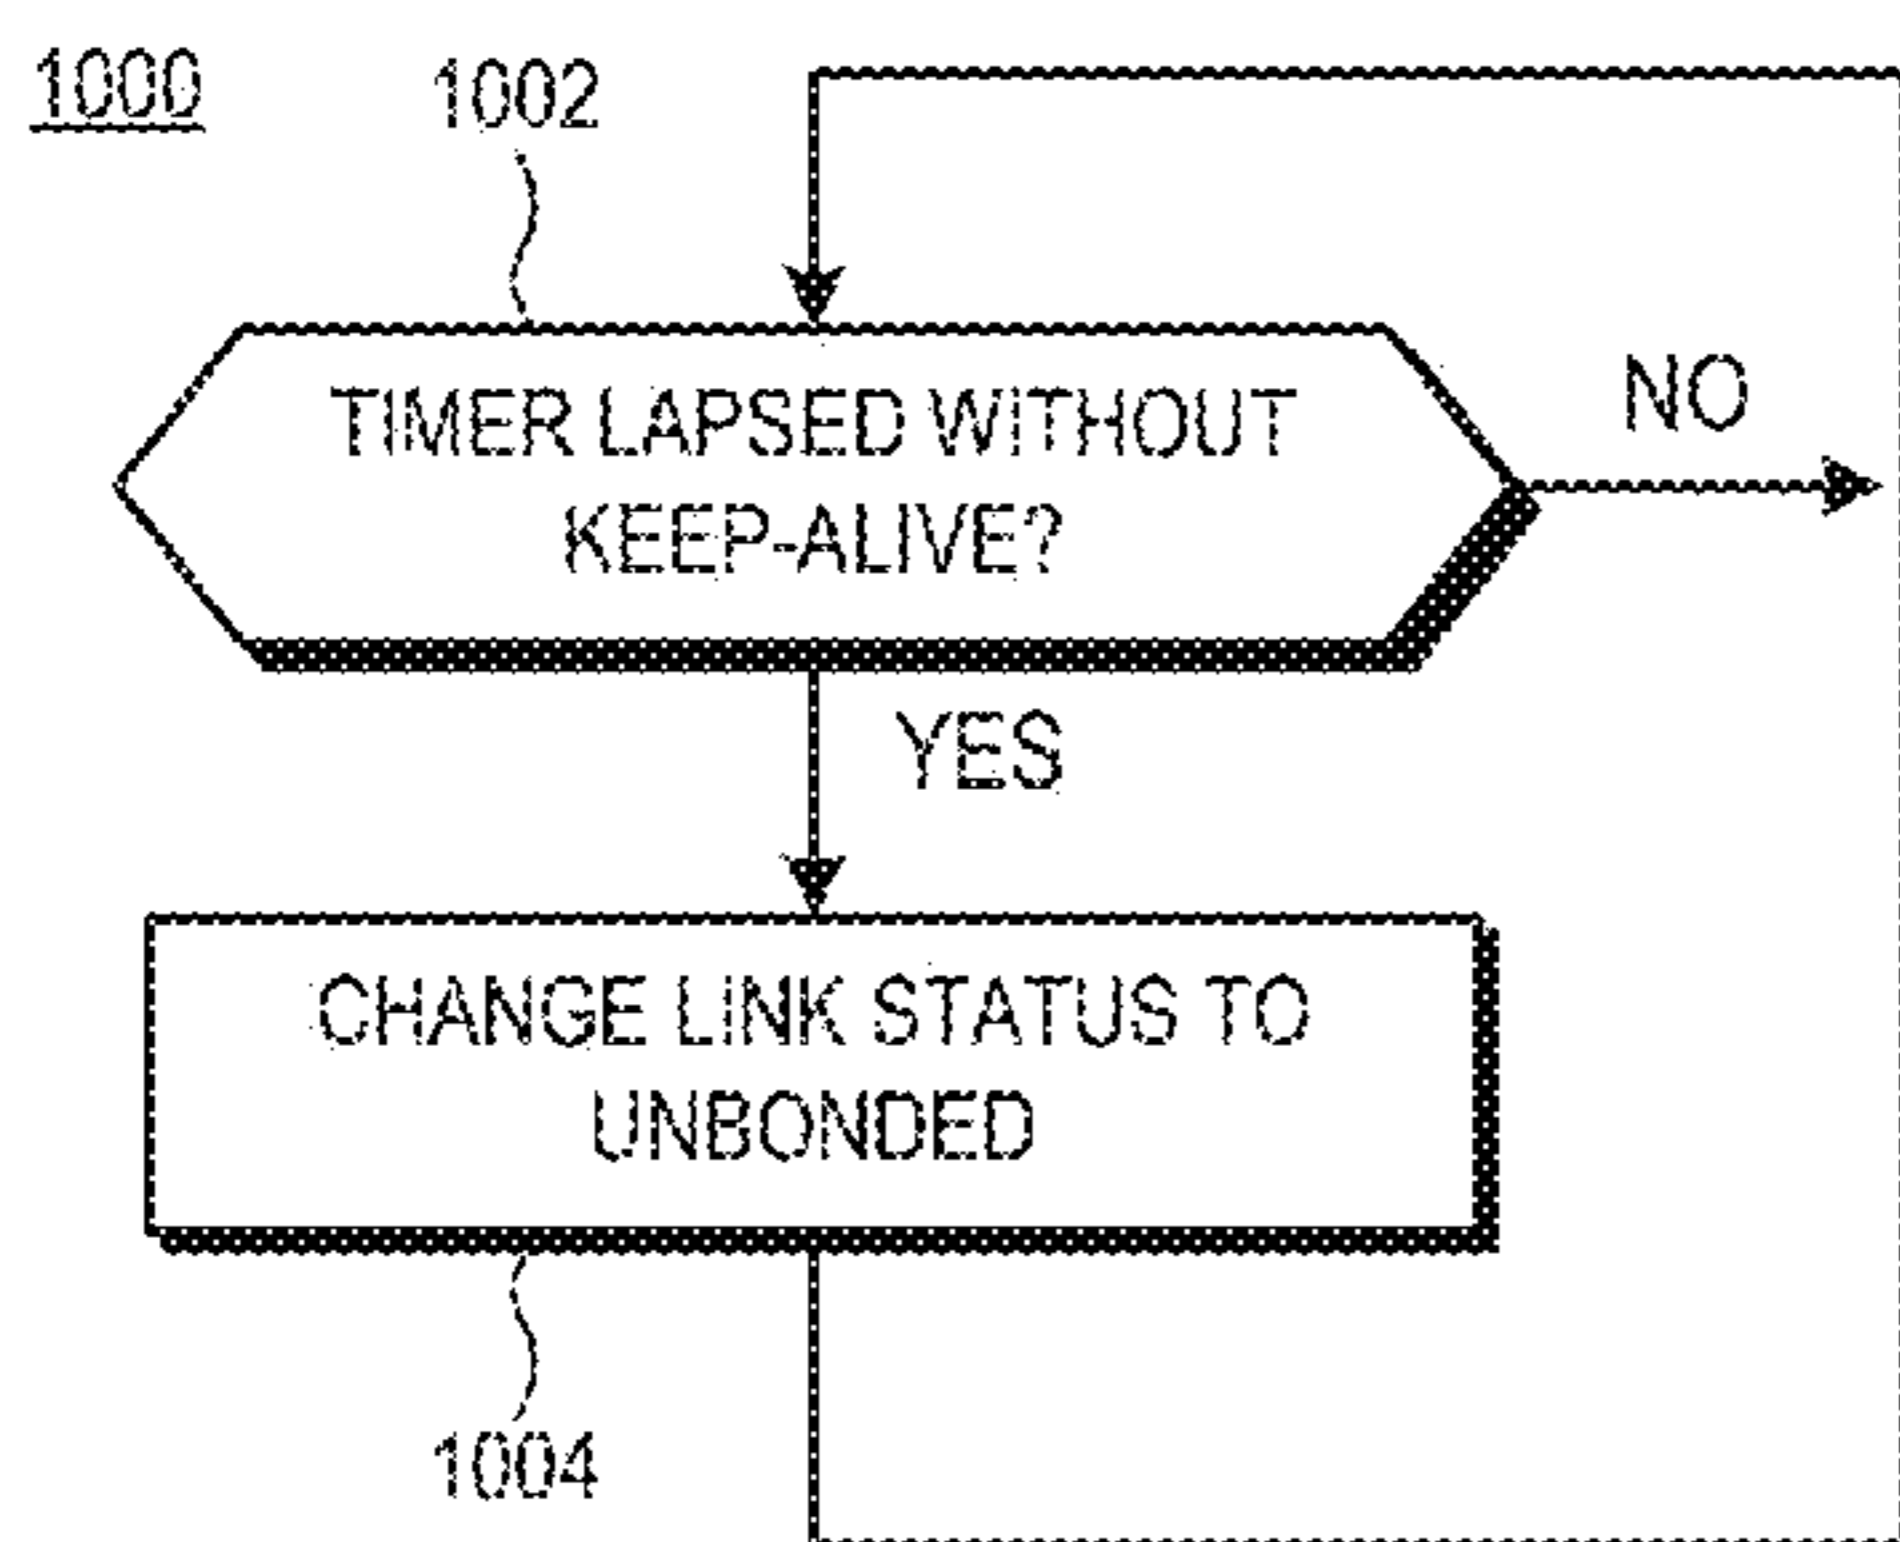 1000
1002
TIMER LAPSED WITHOUT
KEEP-ALIVE?
NO
YES
CHANGE LINK STATUS TO
UNBONDED
1004